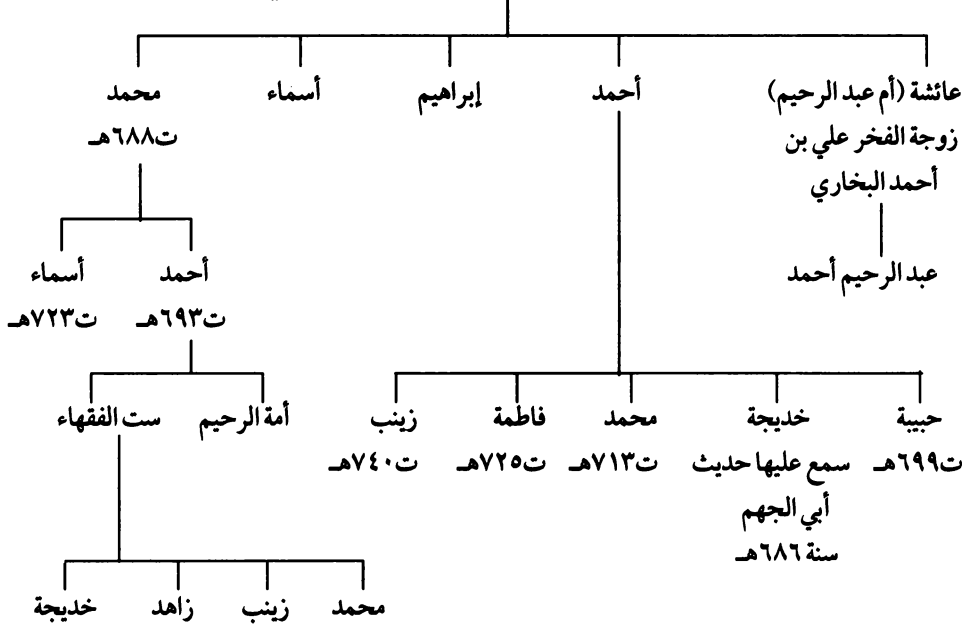 عائشة (أم عبد الرحيم) أحمد إبراهيم أسماء محمد
زوجة الفخر علي بن ت٦٨٨هـ
أحمد البخاري
عبد الرحيم أحمد أحمد أسماء
ت٦٩٣هـ ت٧٢٣هـ
حبيبة خديجة محمد فاطمة زينب أمة الرحيم ست الفقهاء
ت٦٩٩هـ سمع عليها حديث ت٧١٣هـ ت٧٢٥هـ ت٧٤٠هـ
أبي الجهم
سنة ٦٨٦هـ
محمد زينب زاهد خديجة